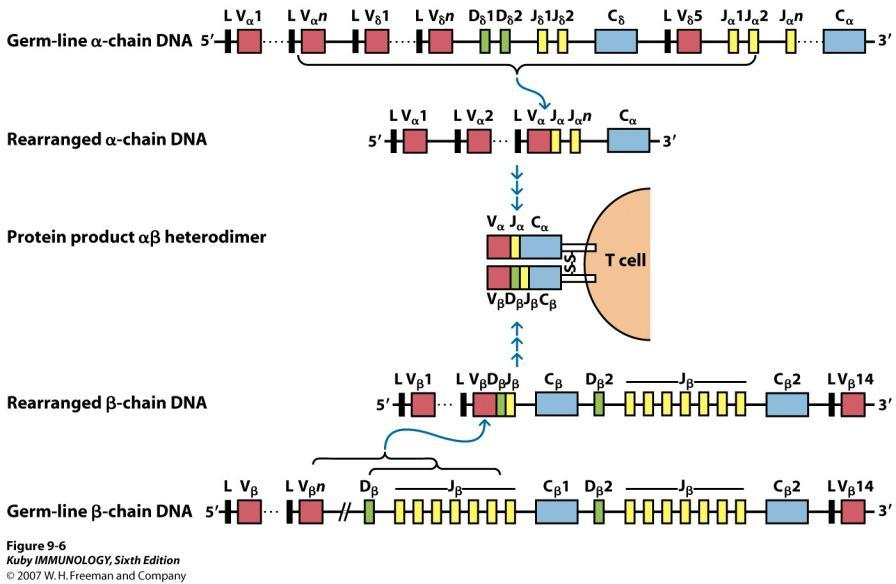 L Vα1 L Vαn L Vδ1 L Vδn Dδ1 Dδ2 Jδ1 Jδ2 Cδ L Vδ5 Jα1 Jα2 Jαn Cα
Germ-line α-chain DNA 5′ 3′
L Vα1 L Vα2 L Vα Jα Jαn Cα
Rearranged α-chain DNA 5′ 3′
Vα Jα Cα
Protein product αβ heterodimer
S-S
T cell
VβDβJβCβ
L Vβ1 L VβDβJβ Cβ Dβ2 Jβ Cβ2 L Vβ14
Rearranged β-chain DNA 5′ 3′
L Vβ L Vβn Dβ Jβ Cβ1 Dβ2 Jβ Cβ2 L Vβ14
Germ-line β-chain DNA 5′ 3′
Figure 9-6
Kuby IMMUNOLOGY, Sixth Edition
© 2007 W. H. Freeman and Company